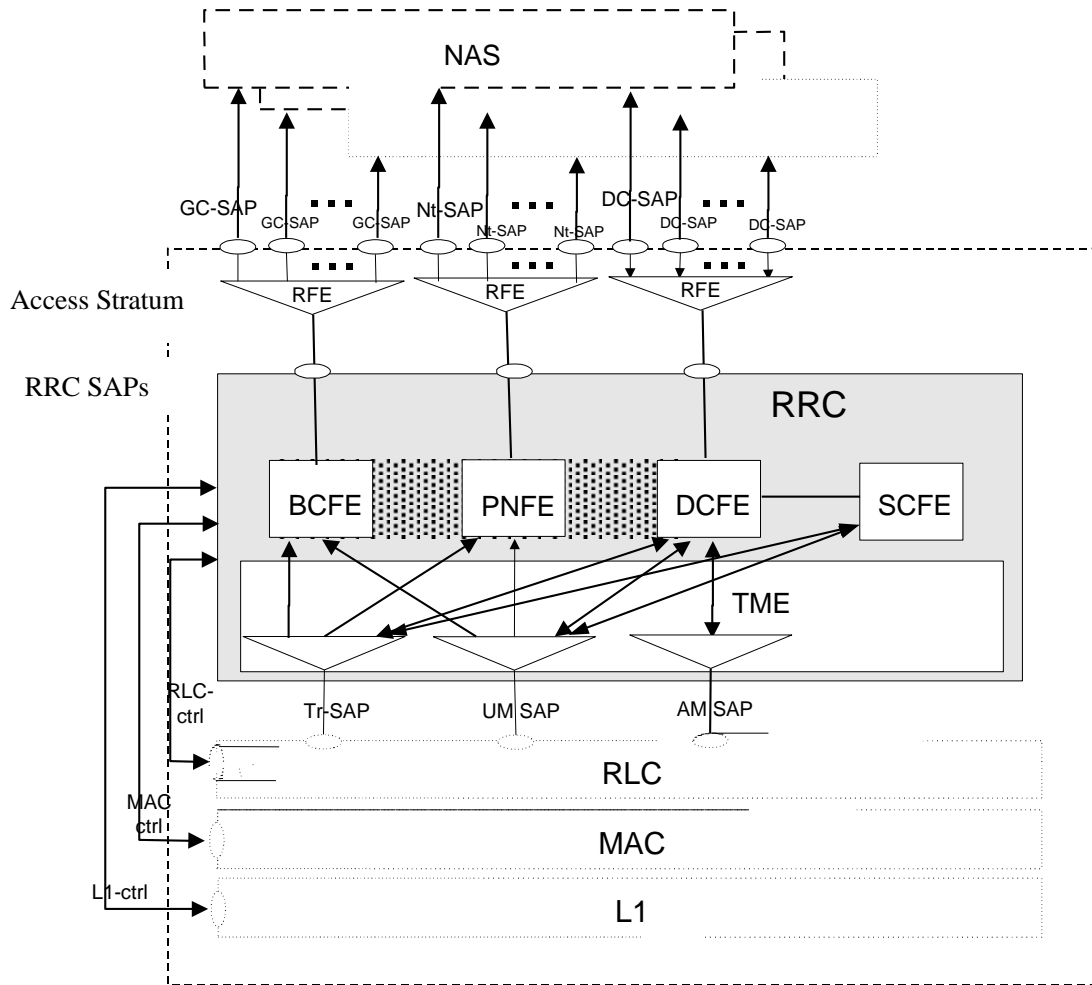 NAS
GC-SAP
GC-SAP
GC-SAP
Nt-SAP
Nt-SAP
Nt-SAP
DC-SAP
DC-SAP
DC-SAP
RFE
RFE
RFE
Access Stratum
RRC SAPs
RRC
BCFE
PNFE
DCFE
SCFE
TME
RLC-
ctrl
Tr-SAP
UM SAP
AM SAP
RLC
MAC
ctrl
MAC
L1-ctrl
L1